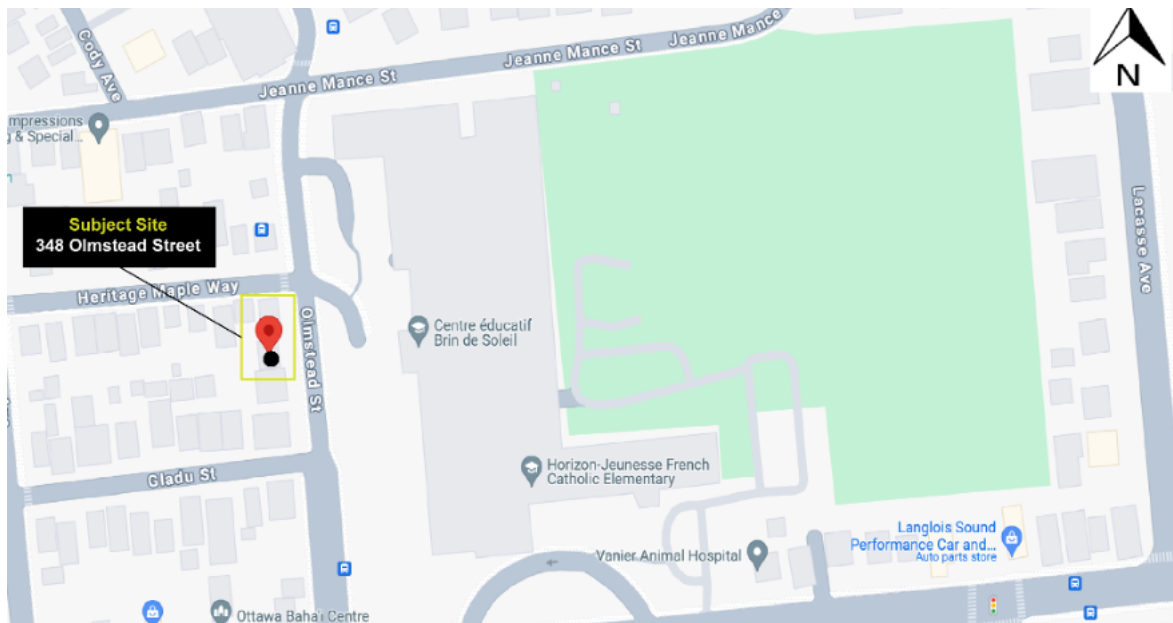 Cody Ave
Jeanne Mance St
Jeanne Mance St
Jeanne Mance
N
mpressions
g & Special...
Subject Site
348 Olmstead Street
Heritage Maple Way
Olmstead St
Lacasse Ave
Centre éducatif
Brin de Soleil
Gladu St
Horizon-Jeunesse French
Catholic Elementary
Langlois Sound
Performance Car and...
Auto parts store
Vanier Animal Hospital
Ottawa Baha'i Centre